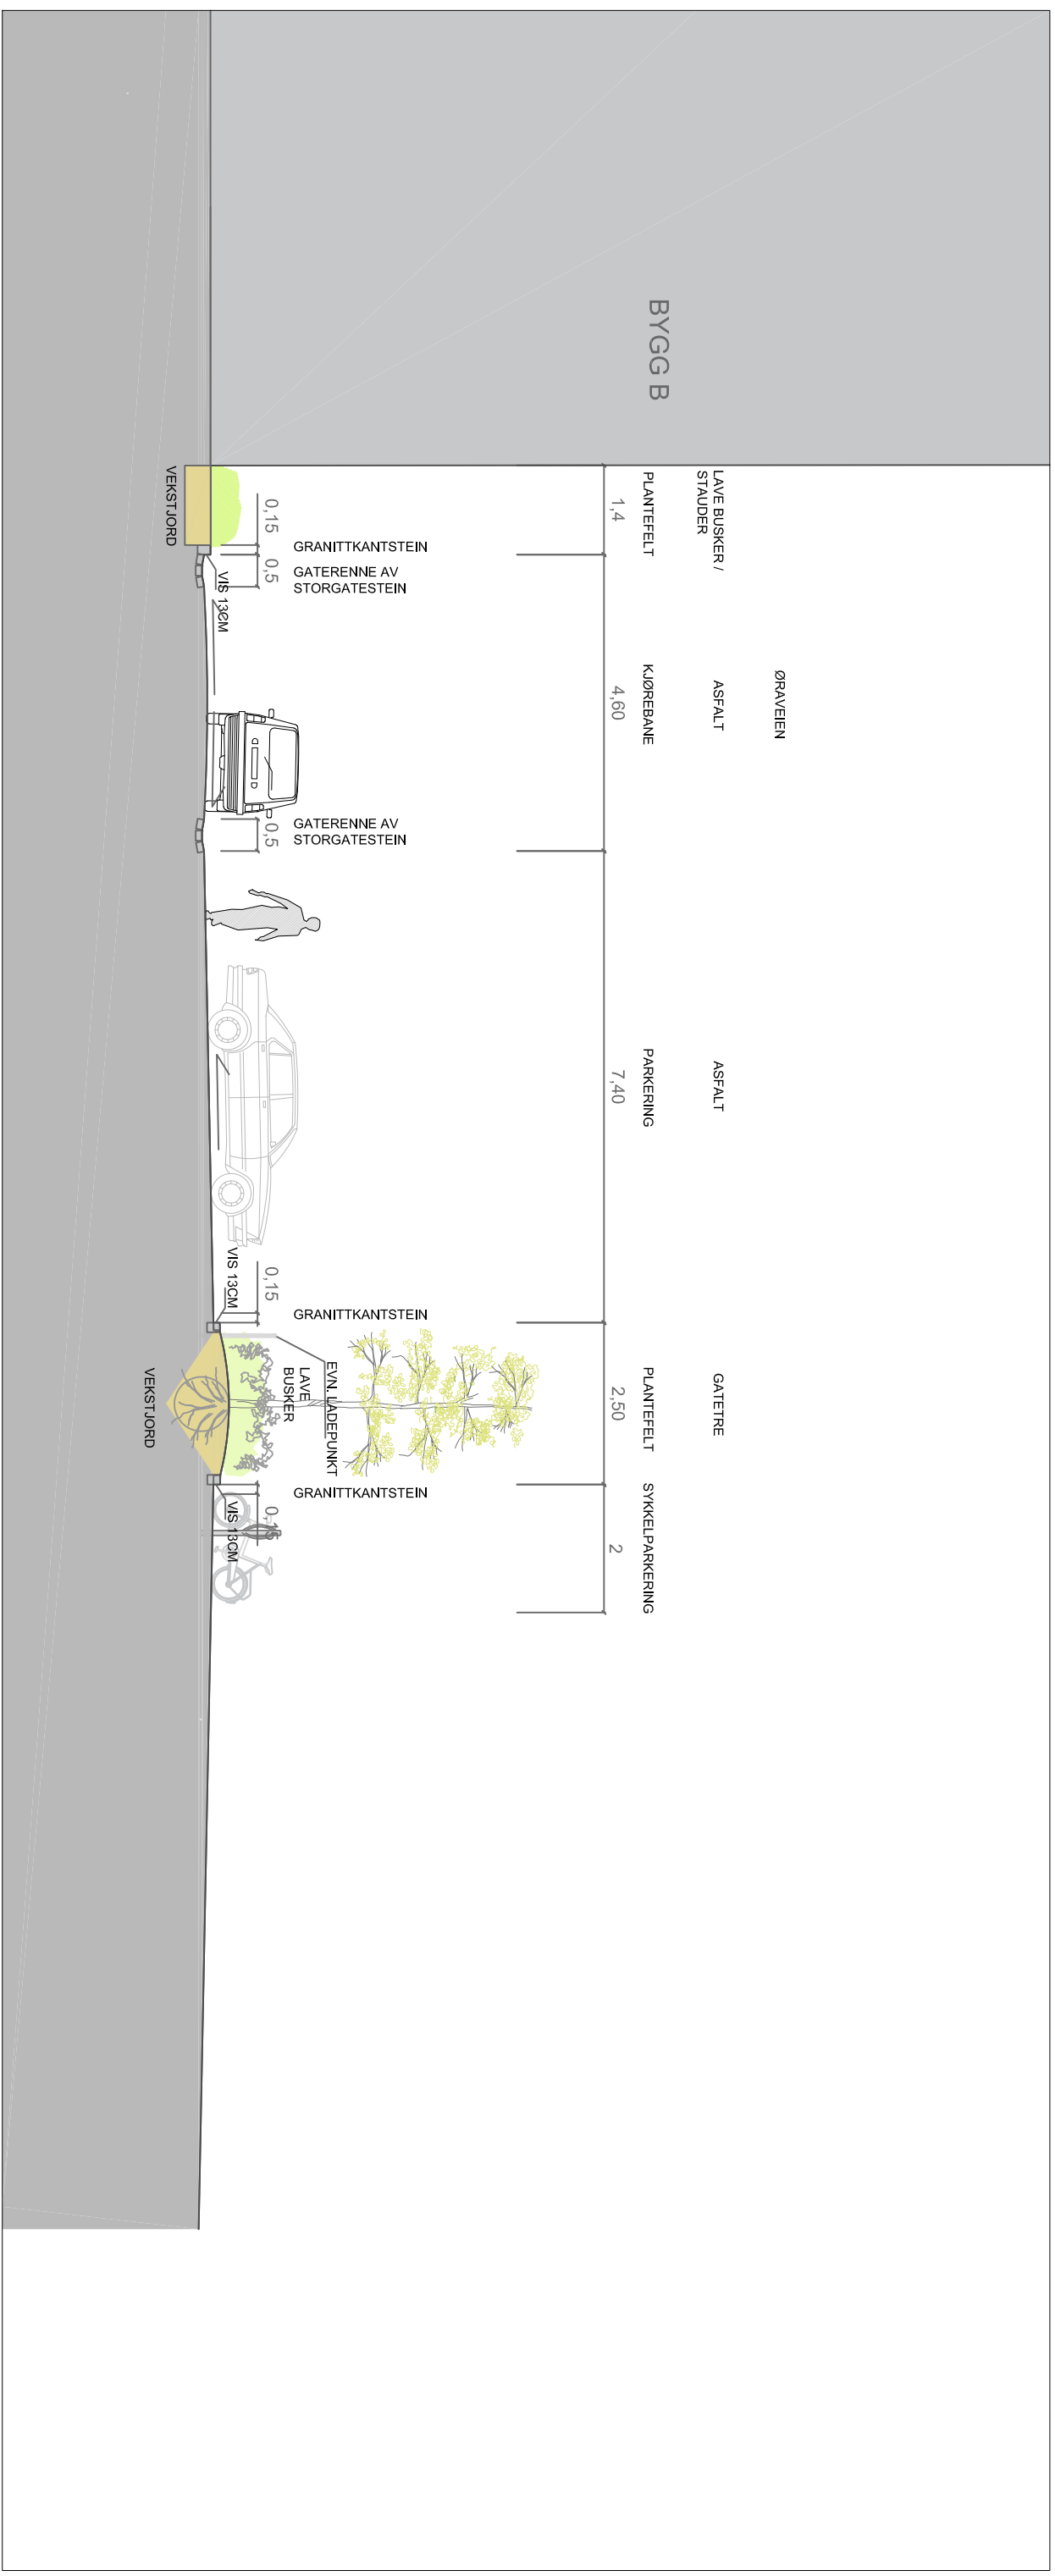 BYGG B
ØRAVEIEN
LAVE BUSKER /
STAUDER
ASFALT
ASFALT
GATETRE
PLANTEFELT
KJØREBANE
PARKERING
PLANTEFELT
SYKKELPARKERING
1,4
4,60
7,40
2,50
2
GRANITTKANTSTEIN
GATERENNE AV
STORGATESTEIN
GATERENNE AV
STORGATESTEIN
GRANITTKANTSTEIN
GRANITTKANTSTEIN
EVN. LADEPUNKT
LAVE
BUSKER
0,15
0,5
0,5
0,15
0,15
VIS 13CM
VIS 13CM
VIS 13CM
VEKSTJORD
VEKSTJORD